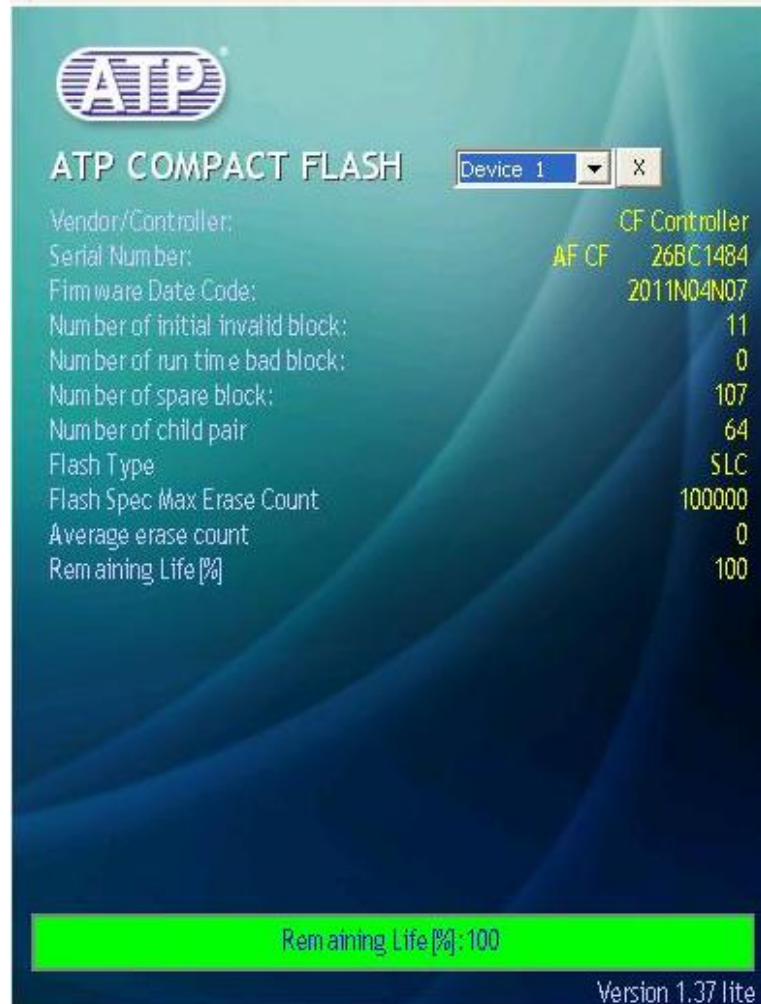 ATP
ATP COMPACT FLASH Device 1 X
Vendor/Controller: CF Controller
Serial Number: AF CF 26BC1484
Firmware Date Code: 2011N04N07
Number of initial invalid block: 11
Number of run time bad block: 0
Number of spare block: 107
Number of child pair 64
Flash Type SLC
Flash Spec Max Erase Count 100000
Average erase count 0
Remaining Life[%] 100
Remaining Life[%]:100
Version 1.37 lite